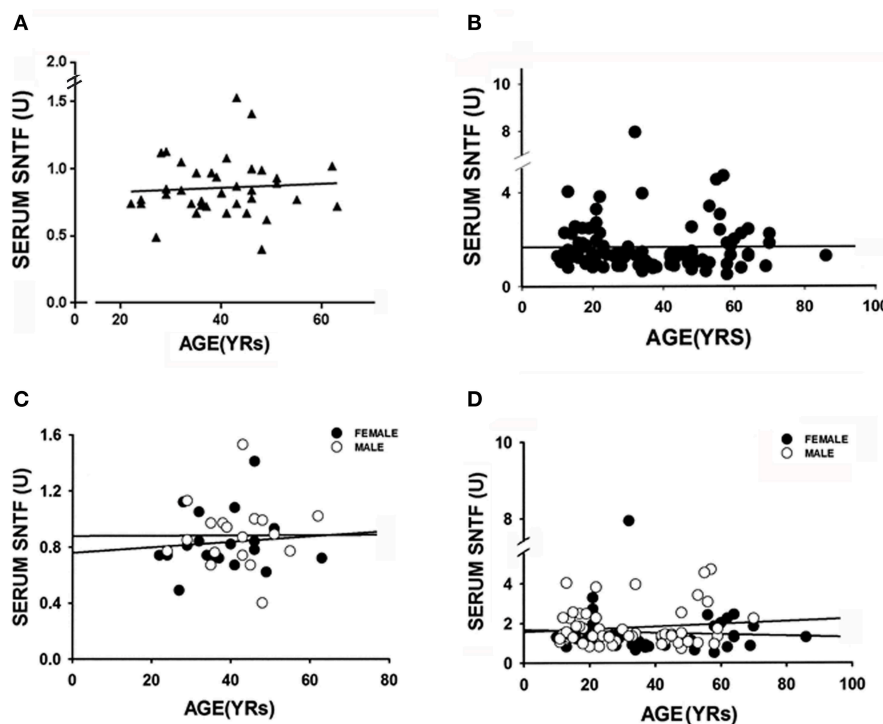 A
SERUM SNTF (U)
2.0
1.5
1.0
0.5
0.0
0 20 40 60
AGE(YRs)
B
SERUM SNTF (U)
10
8
4
2
0
0 20 40 60 80 100
AGE(YRS)
C
FEMALE
MALE
SERUM SNTF (U)
1.6
1.2
0.8
0.4
0.0
0 20 40 60 80
AGE(YRs)
D
FEMALE
MALE
SERUM SNTF (U)
10
8
4
2
0
0 20 40 60 80 100
AGE(YRs)